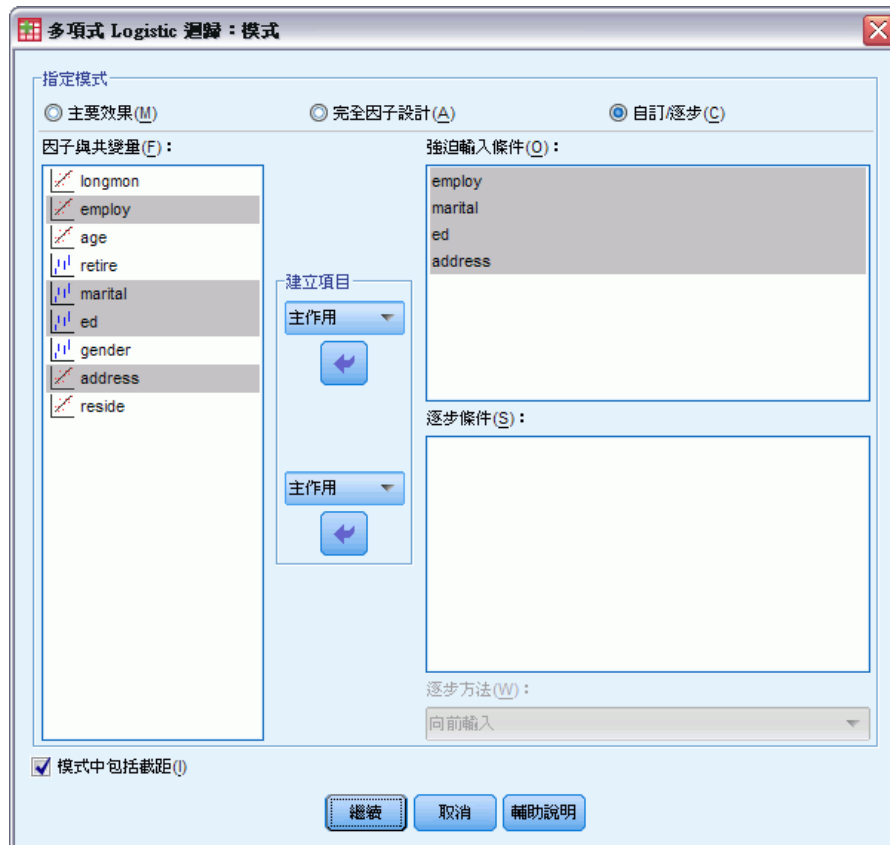 多項式 Logistic 迴歸：模式
指定模式
主要效果(M)
完全因子設計(A)
自訂/逐步(C)
因子與共變量(F)：
longmon
employ
age
retire
marital
ed
gender
address
reside
建立項目
主作用
主作用
強迫輸入條件(O)：
employ
marital
ed
address
逐步條件(S)：
逐步方法(W)：
向前輸入
模式中包括截距(I)
繼續
取消
輔助說明